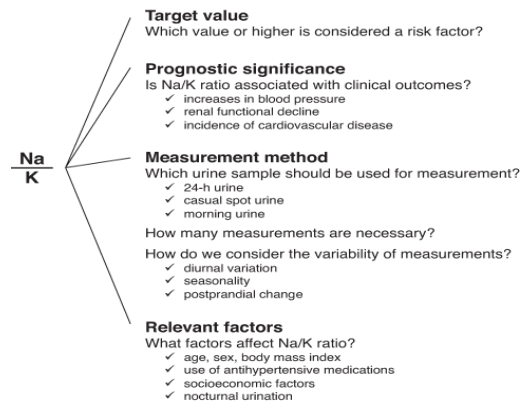 Target value
Which value or higher is considered a risk factor?
Prognostic significance
Is Na/K ratio associated with clinical outcomes?
✓ increases in blood pressure
✓ renal functional decline
✓ incidence of cardiovascular disease
Na
K
Measurement method
Which urine sample should be used for measurement?
✓ 24-h urine
✓ casual spot urine
✓ morning urine
How many measurements are necessary?
How do we consider the variability of measurements?
✓ diurnal variation
✓ seasonality
✓ postprandial change
Relevant factors
What factors affect Na/K ratio?
✓ age, sex, body mass index
✓ use of antihypertensive medications
✓ socioeconomic factors
✓ nocturnal urination